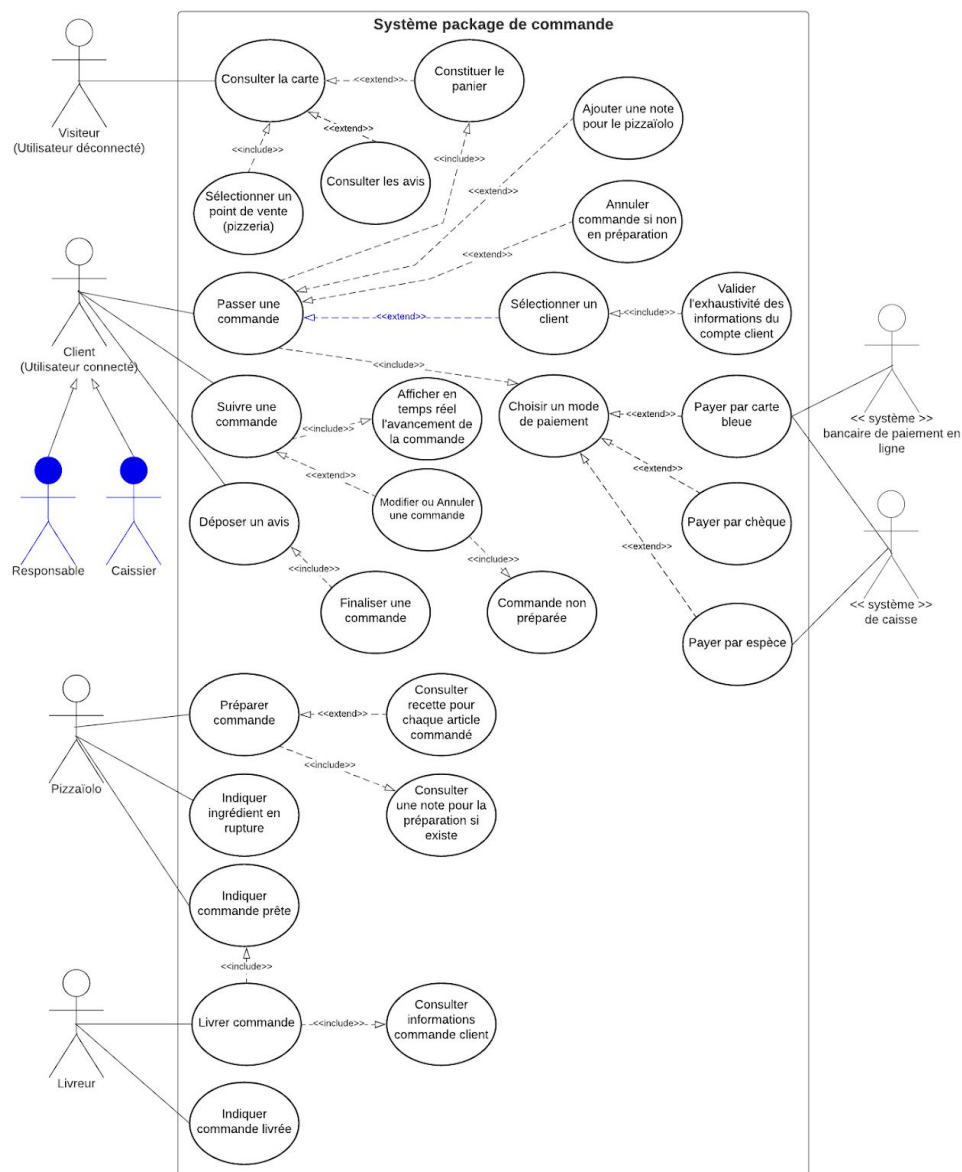 Système package de commande
Consulter la carte
<<extend>>
Constituer le
panier
Visiteur
(Utilisateur déconnecté)
<<include>>
<<extend>>
Consulter les avis
Sélectionner un
point de vente
(pizzeria)
<<include>>
Ajouter une note
pour le pizzaïolo
<<extend>>
Annuler
commande si non
en préparation
<<extend>>
Client
(Utilisateur connecté)
Passer une
commande
<<extend>>
Sélectionner un
client
<<include>>
Valider
l'exhaustivité des
informations du
compte client
<<include>>
Suivre une
commande
<<include>>
Afficher en
temps réel
l'avancement de
la commande
Choisir un mode
de paiement
<<extend>>
Payer par carte
bleue
<< système >>
bancaire de paiement en
ligne
<<extend>>
Modifier ou Annuler
une commande
<<extend>>
Payer par chèque
Responsable
Caissier
Déposer un avis
<<include>>
<<include>>
<<extend>>
Finaliser une
commande
Commande non
préparée
Payer par espèce
<< système >>
de caisse
Pizzaïolo
Préparer
commande
<<extend>>
Consulter
recette pour
chaque article
commandé
<<include>>
Indiquer
ingrédient en
rupture
Consulter
une note pour la
préparation si
existe
Indiquer
commande prête
<<include>>
Livreur
Livrer commande
<<include>>
Consulter
informations
commande client
Indiquer
commande livrée